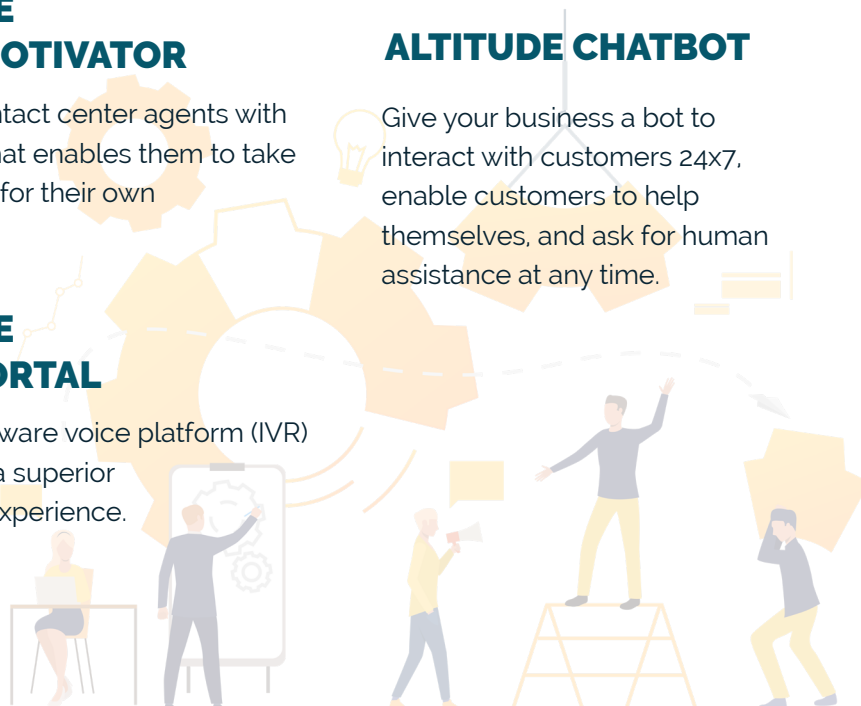 E
OTIVATOR
ntact center agents with
hat enables them to take
for their own
E
ORTAL
ware voice platform (IVR)
a superior
xperience.
ALTITUDE CHATBOT
Give your business a bot to
interact with customers 24x7,
enable customers to help
themselves, and ask for human
assistance at any time.